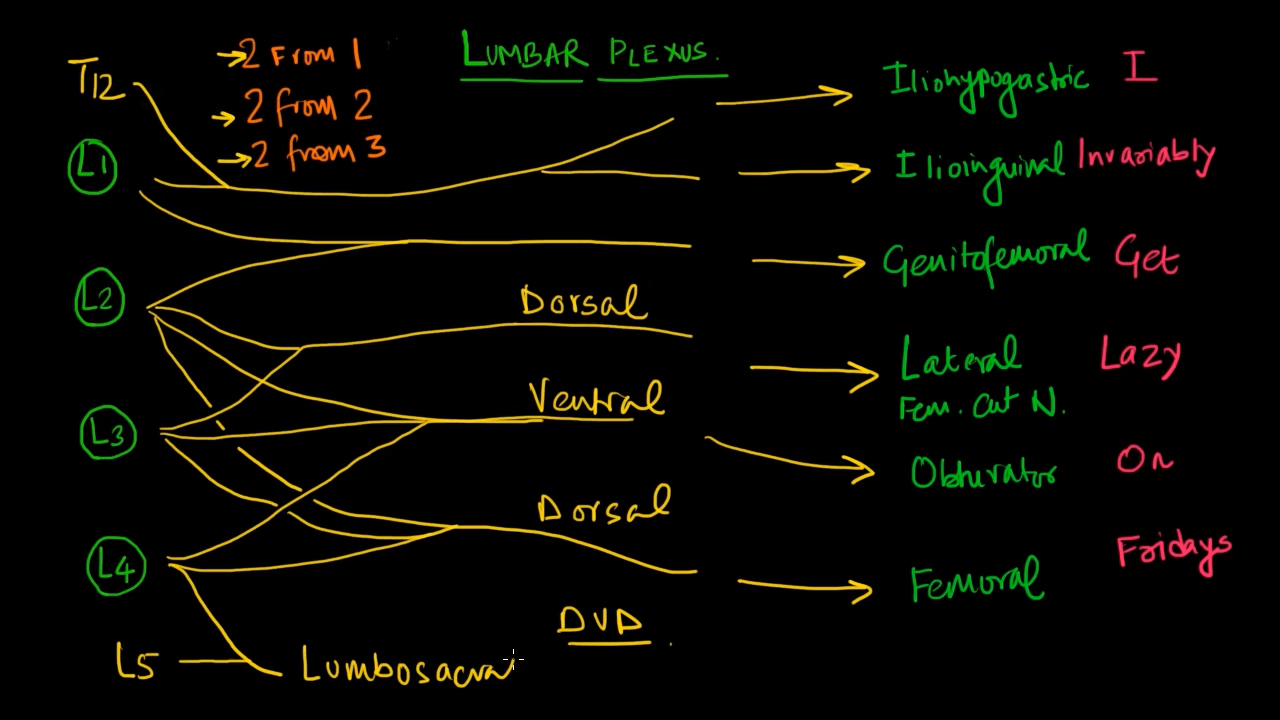 LUMBAR PLEXUS.
→2 From 1
→2 from 2
→2 from 3
T12
L1
L2
L3
L4
L5
Dorsal
Ventral
Dorsal
DVD
Lumbosacra
Iliohypogastric I
Ilioinguinal Invariably
Genitofemoral Get
Lateral Lazy
Fem. Cut N.
Obturator On
Femoral Fridays